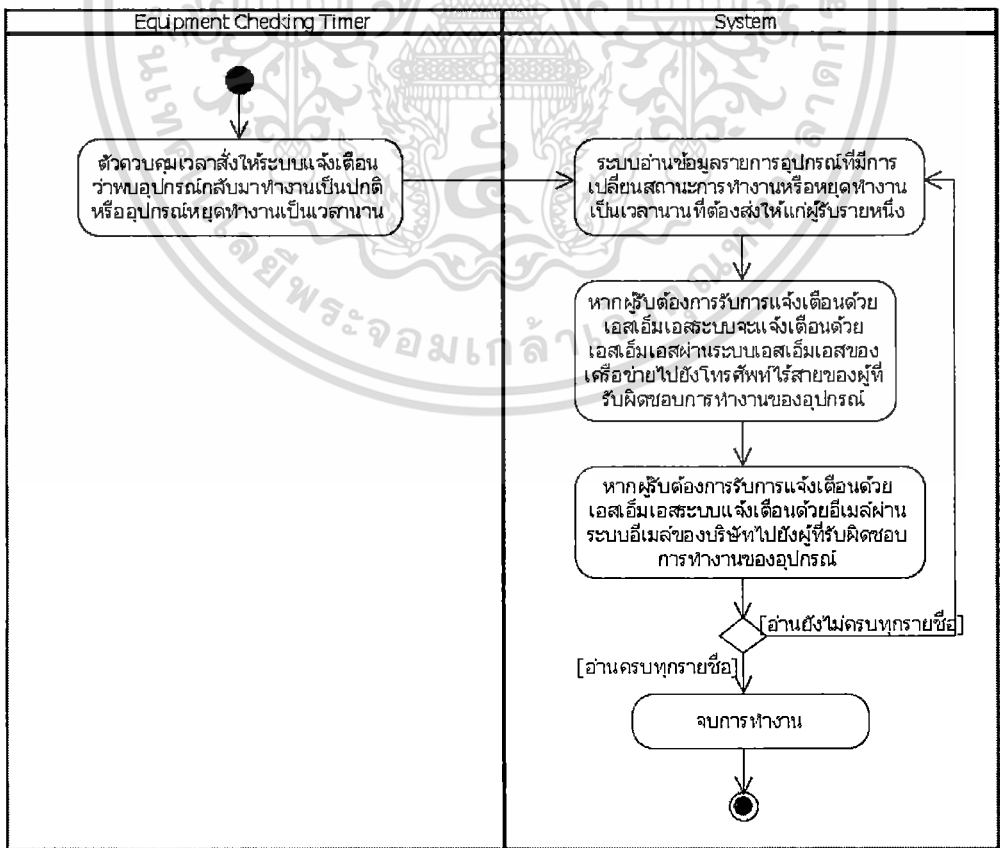 Equipment Checking Timer
System
ตัวควบคุมเวลาสั่งให้ระบบแจ้งเตือน
ว่าพบอุปกรณ์กลับมาทำงานเป็นปกติ
หรืออุปกรณ์หยุดทำงานเป็นเวลานาน
ระบบอ่านข้อมูลรายการอุปกรณ์ที่มีการ
เปลี่ยนสถานะการทำงานหรือหยุดทำงาน
เป็นเวลานานที่ต้องส่งให้แก่ผู้รับรายหนึ่ง
หากผู้รับต้องการรับการแจ้งเตือนด้วย
เอสเอ็มเอสระบบจะแจ้งเตือนด้วย
เอสเอ็มเอสผ่านระบบเอสเอ็มเอสของ
เครือข่ายไปยังโทรศัพท์ไร้สายของผู้ที่
รับผิดชอบการทำงานของอุปกรณ์
หากผู้รับต้องการรับการแจ้งเตือนด้วย
เอสเอ็มเอสระบบแจ้งเตือนด้วยอีเมล์ผ่าน
ระบบอีเมล์ของบริษัทไปยังผู้ที่รับผิดชอบ
การทำงานของอุปกรณ์
[อ่านยังไม่ครบทุกรายชื่อ]
[อ่านครบทุกรายชื่อ]
จบการทำงาน